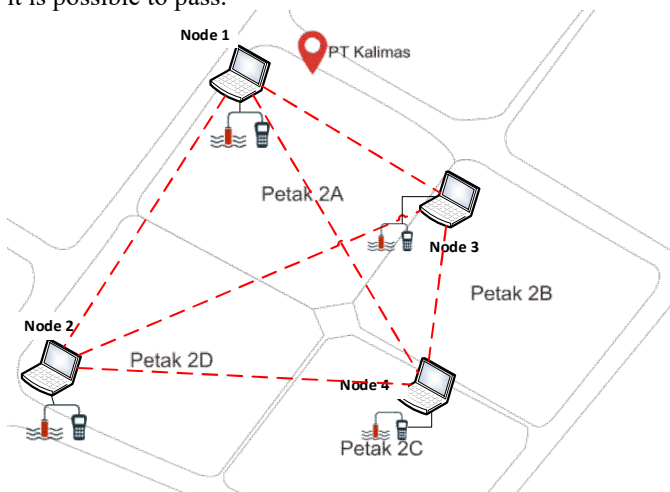 it is possible to pass.
Node 1
PT Kalimas
Petak 2A
Node 3
Petak 2B
Node 2
Petak 2D
Node 4
Petak 2C